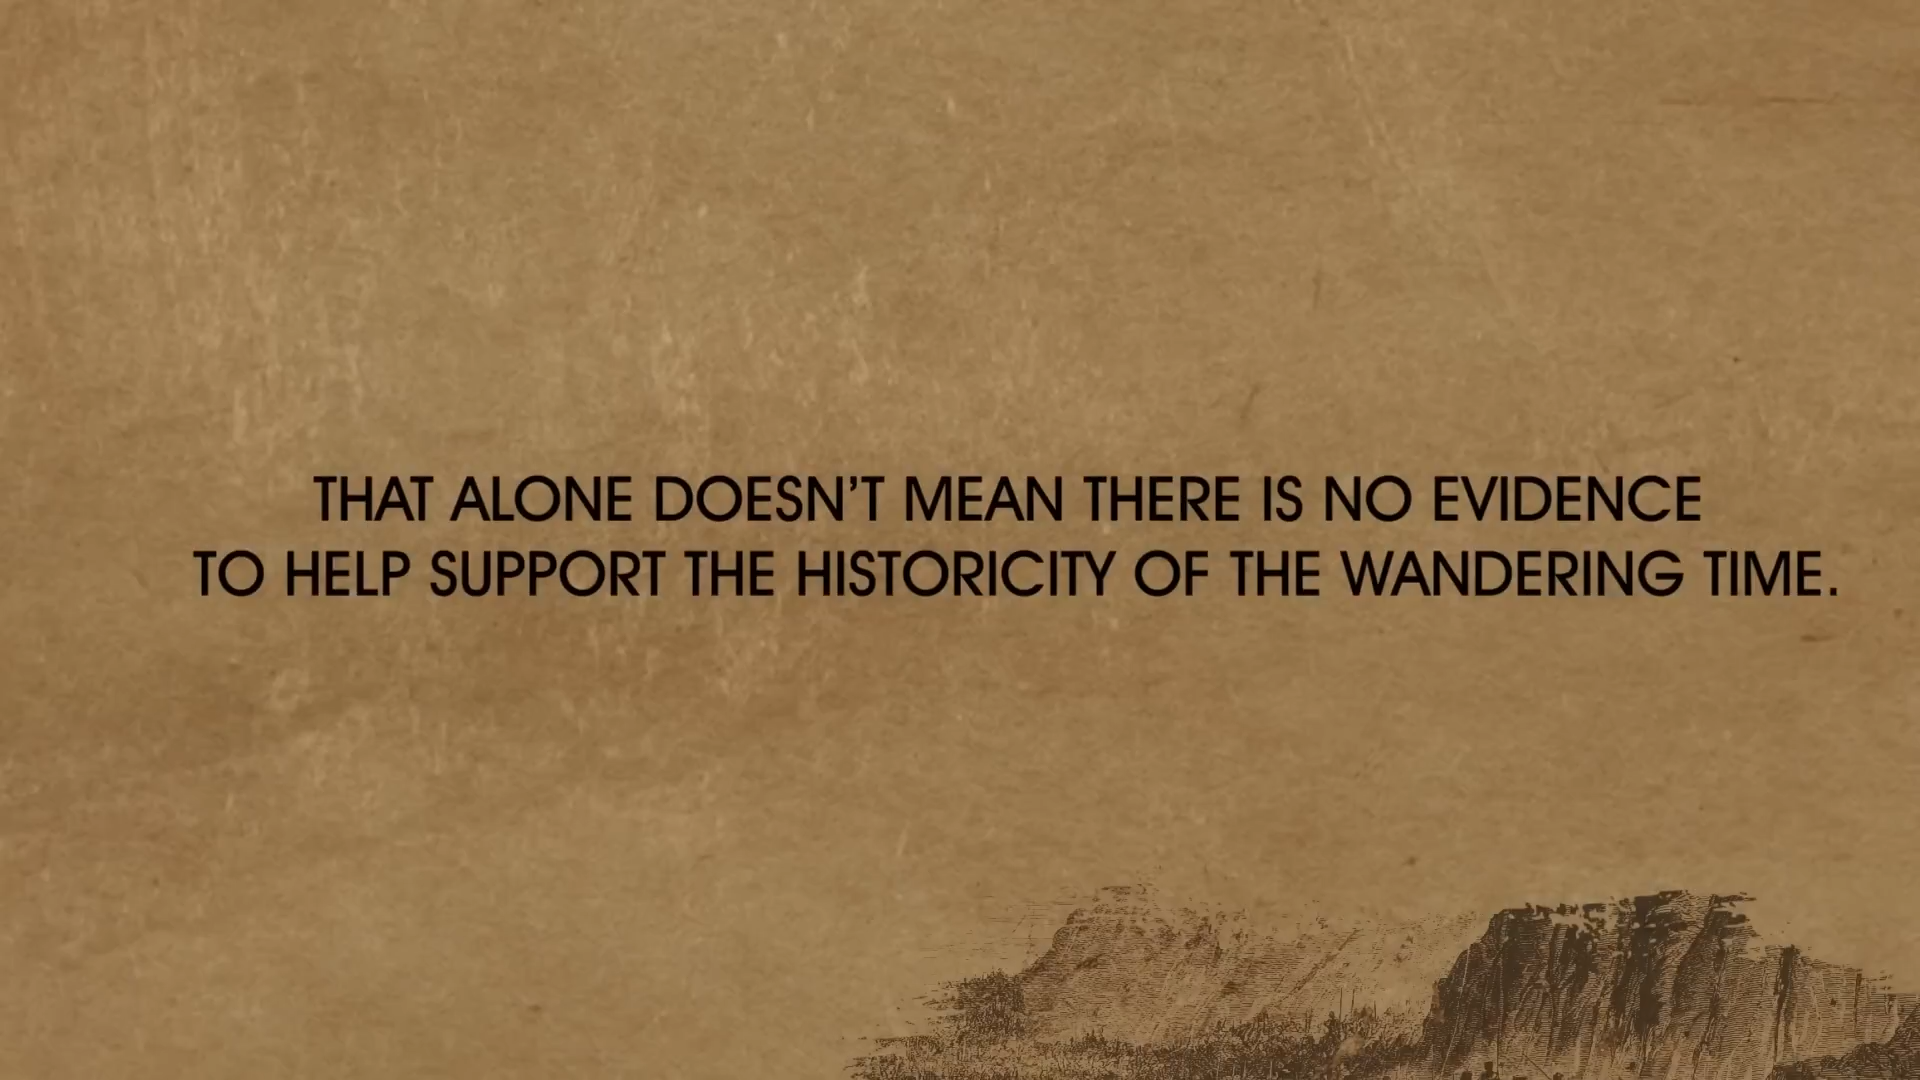 THAT ALONE DOESN’T MEAN THERE IS NO EVIDENCE
TO HELP SUPPORT THE HISTORICITY OF THE WANDERING TIME.